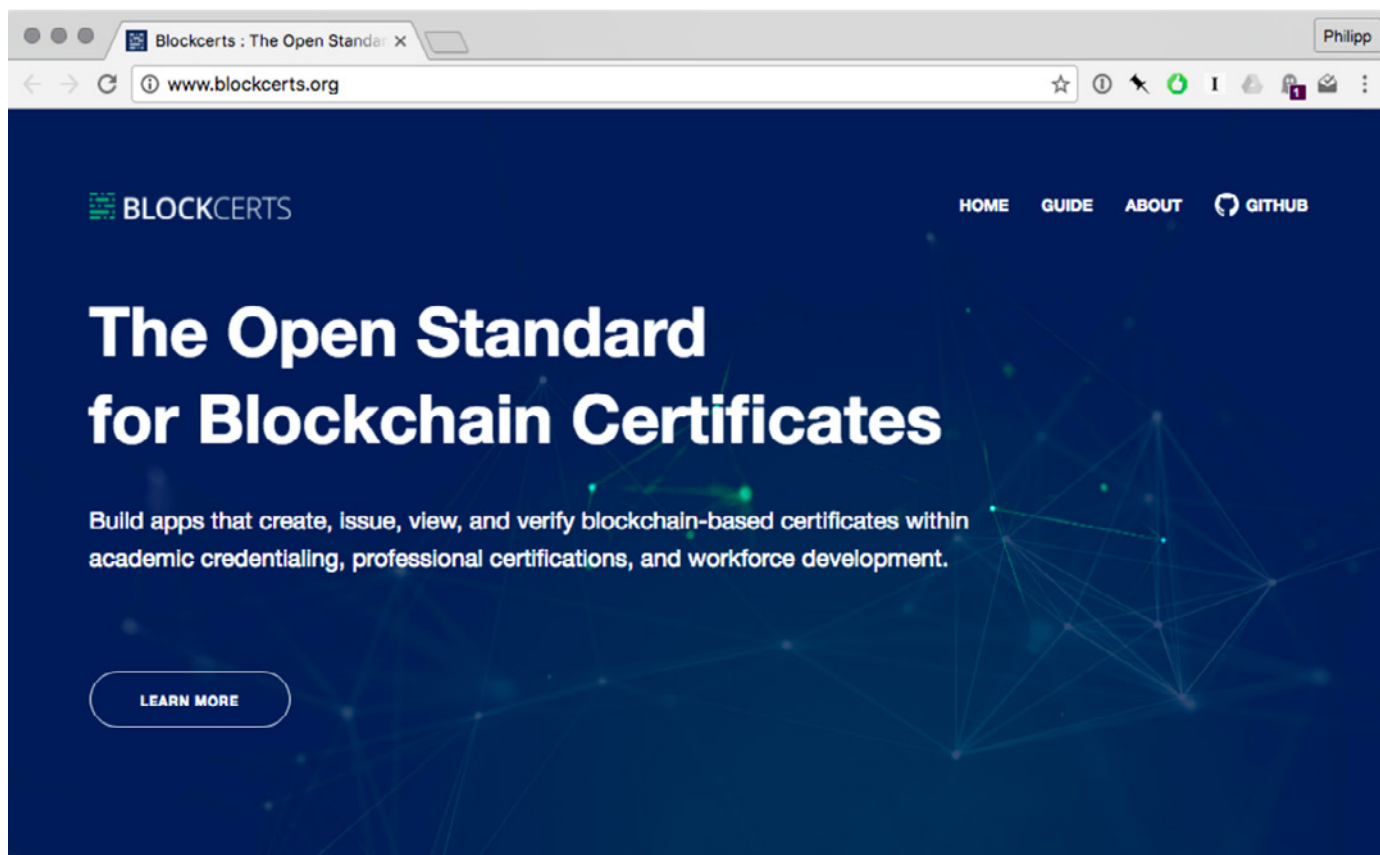 Blockcerts : The Open Standar
Philipp
www.blockcerts.org
1
BLOCKCERTS
HOME GUIDE ABOUT GITHUB
The Open Standard
for Blockchain Certificates
Build apps that create, issue, view, and verify blockchain-based certificates within
academic credentialing, professional certifications, and workforce development.
LEARN MORE